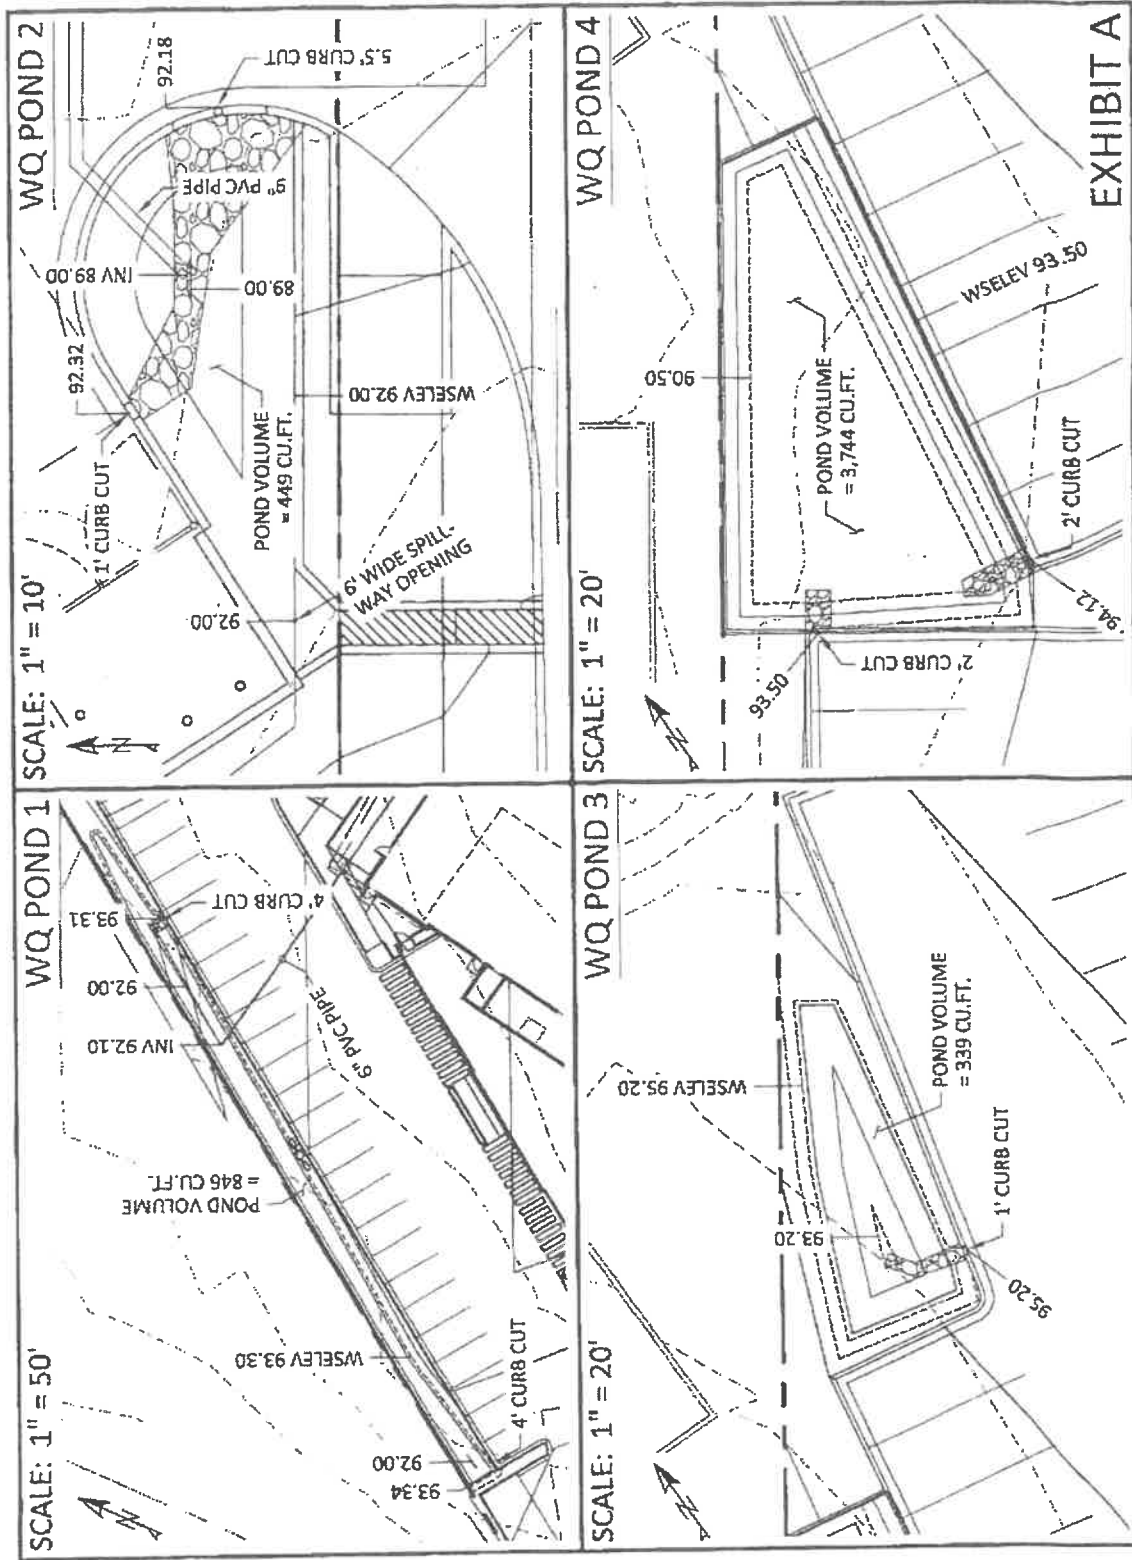 SCALE: 1" = 50'
WQ POND 1
93.31
92.00
4' CURB CUT
INV 92.10
6" PVC PIPE
POND VOLUME
= 846 CU.FT.
WSELEV 93.30
4' CURB CUT
92.00
93.34
N
SCALE: 1" = 10'
WQ POND 2
92.18
5.5' CURB CUT
9" PVC PIPE
INV 89.00
89.00
92.32
1' CURB CUT
POND VOLUME
= 449 CU.FT.
WSELEV 92.00
92.00
6' WIDE SPILL-
WAY OPENING
N
SCALE: 1" = 20'
WQ POND 3
WSELEV 95.20
POND VOLUME
= 339 CU.FT.
93.20
1' CURB CUT
95.20
N
SCALE: 1" = 20'
WQ POND 4
90.50
POND VOLUME
= 3,744 CU.FT.
WSELEV 93.50
2' CURB CUT
94.12
2' CURB CUT
93.50
N
EXHIBIT A